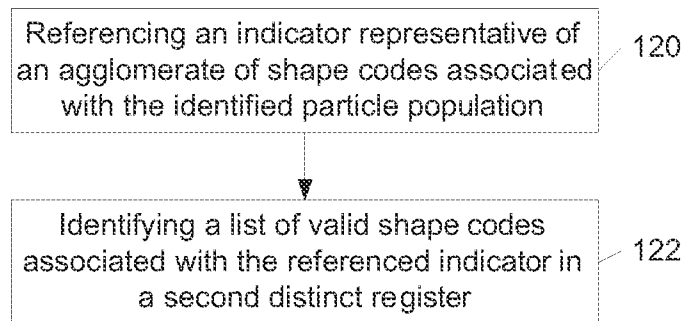 Referencing an indicator representative of
an agglomerate of shape codes associated
with the identified particle population
120
Identifying a list of valid shape codes
associated with the referenced indicator in
a second distinct register
122